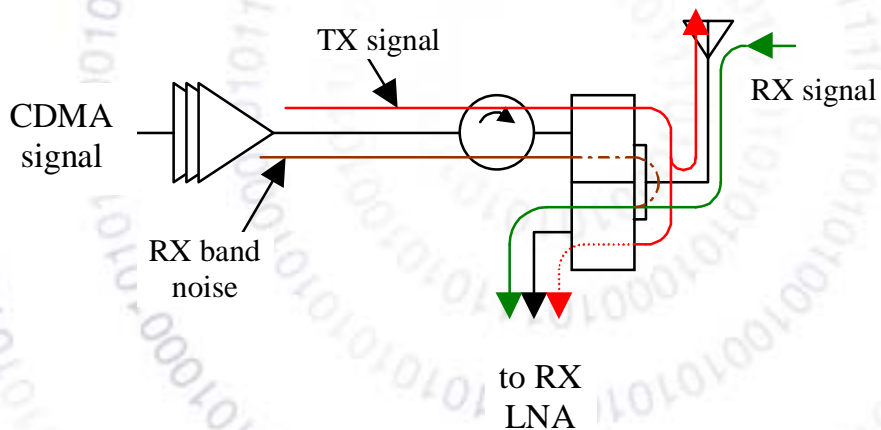 TX signal
RX signal
CDMA
signal
RX band
noise
to RX
LNA